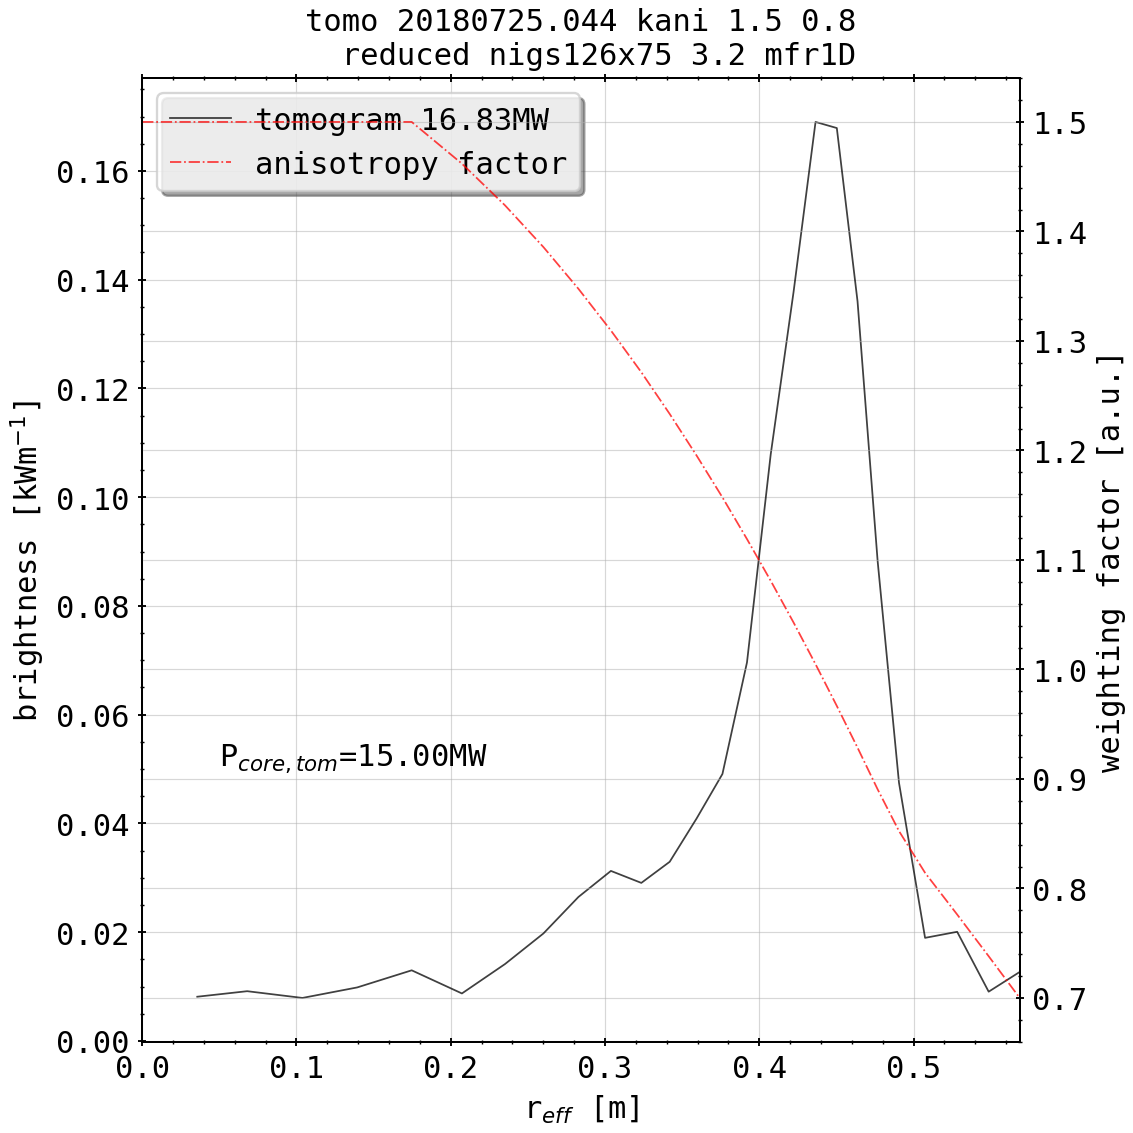 tomo 20180725.044 kani 1.5 0.8
reduced nigs126x75 3.2 mfr1D
tomogram 16.83MW
anisotropy factor
brightness [kWm⁻¹]
0.16
0.14
0.12
0.10
0.08
0.06
0.04
0.02
0.00
P_core,tom=15.00MW
1.5
1.4
1.3
1.2
1.1
1.0
0.9
0.8
0.7
weighting factor [a.u.]
0.0 0.1 0.2 0.3 0.4 0.5
r_eff [m]